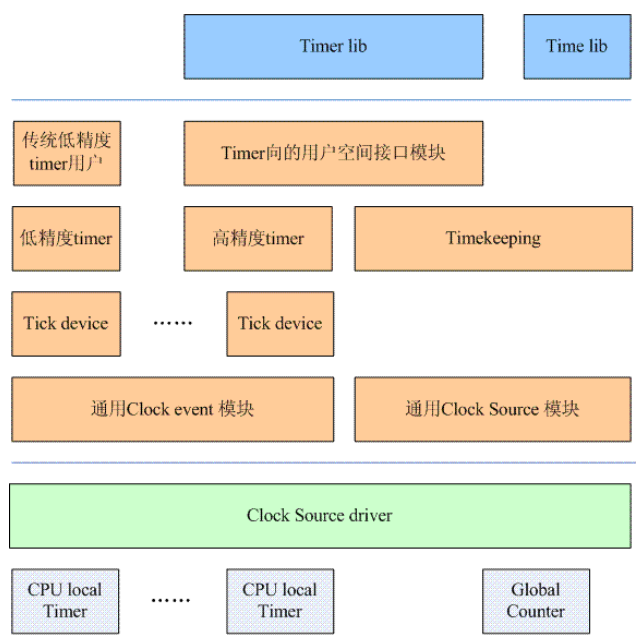 Timer lib
Time lib
传统低精度
timer用户
Timer向的用户空间接口模块
低精度timer
高精度timer
Timekeeping
Tick device
……
Tick device
通用Clock event 模块
通用Clock Source 模块
Clock Source driver
CPU local
Timer
……
CPU local
Timer
Global
Counter